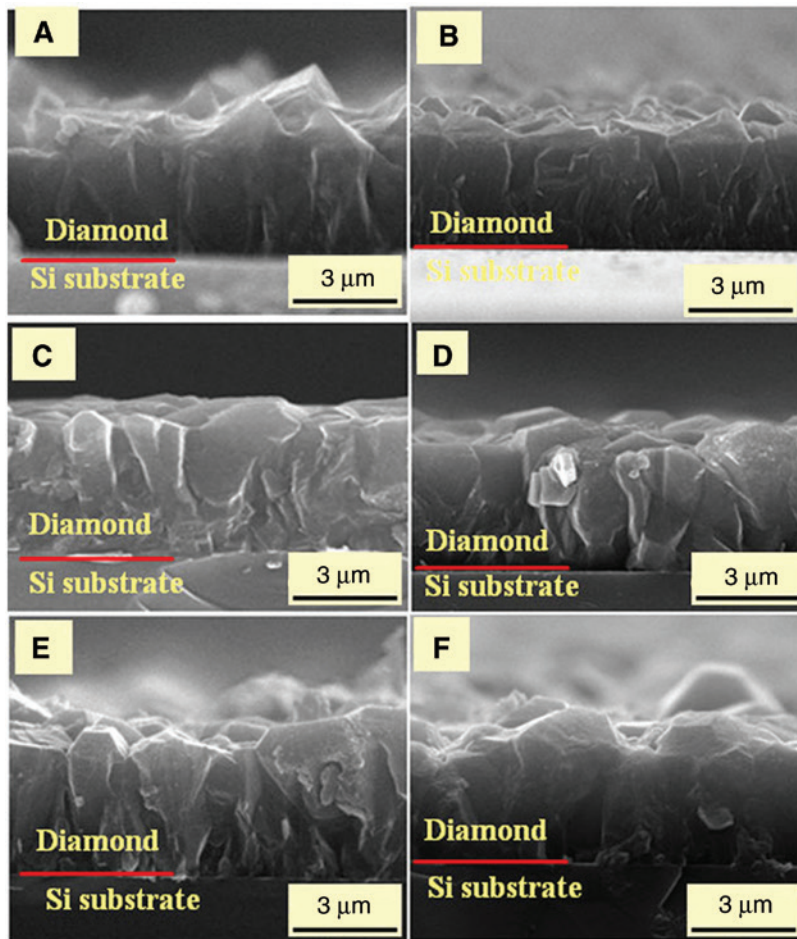 A
Diamond
Si substrate
3 μm
B
Diamond
Si substrate
3 μm
C
Diamond
Si substrate
3 μm
D
Diamond
Si substrate
3 μm
E
Diamond
Si substrate
3 μm
F
Diamond
Si substrate
3 μm